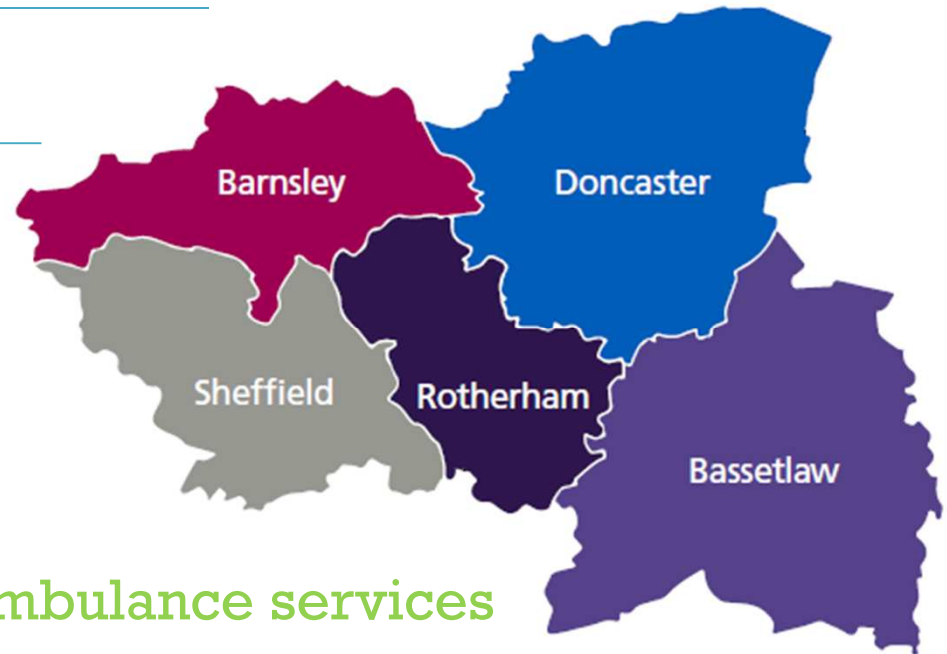 Barnsley
Doncaster
Sheffield
Rotherham
Bassetlaw
mbulance services